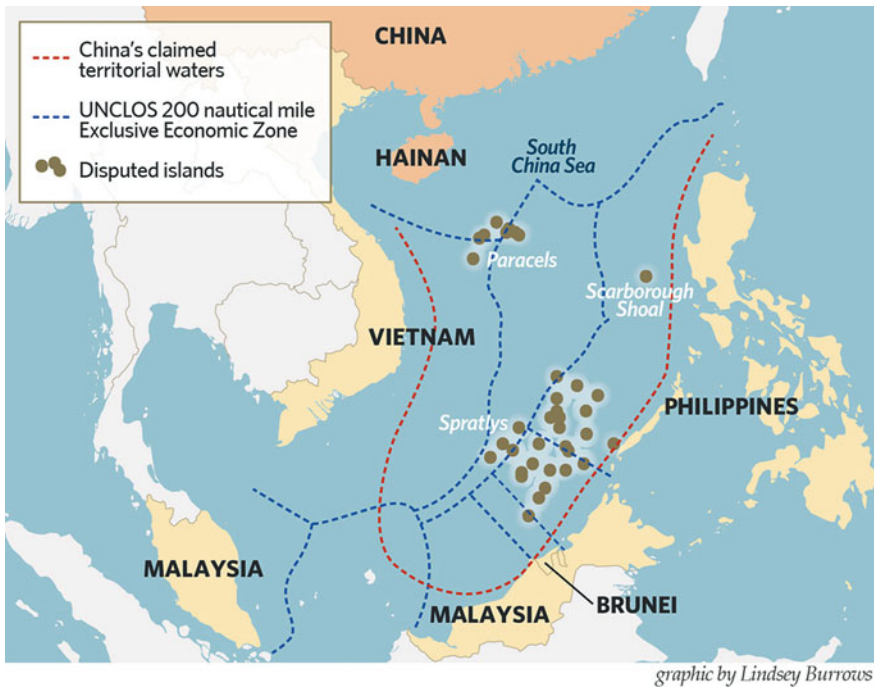 China's claimed
territorial waters
UNCLOS 200 nautical mile
Exclusive Economic Zone
Disputed islands
CHINA
HAINAN
South
China Sea
Paracels
Scarborough
Shoal
VIETNAM
PHILIPPINES
Spratlys
MALAYSIA
MALAYSIA
BRUNEI
graphic by Lindsey Burrows